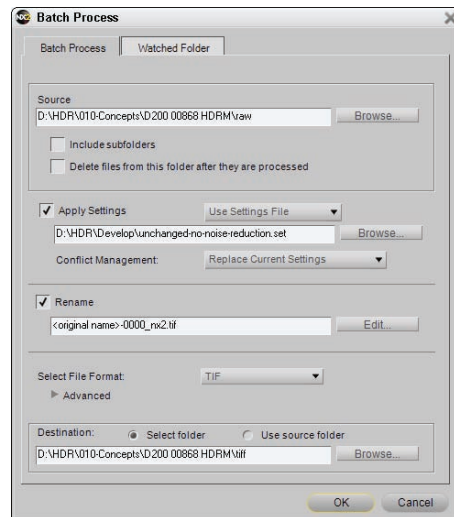 Batch Process
Batch Process Watched Folder
Source
D:\HDR\010-Concepts\D200 00868 HDRM\raw Browse...
Include subfolders
Delete files from this folder after they are processed
Apply Settings Use Settings File
D:\HDR\Develop\unchanged-no-noise-reduction.set Browse...
Conflict Management: Replace Current Settings
Rename
<original name>-0000_nx2.tif Edit...
Select File Format: TIF
Advanced
Destination: Select folder Use source folder
D:\HDR\010-Concepts\D200 00868 HDRM\tiff Browse...
OK Cancel